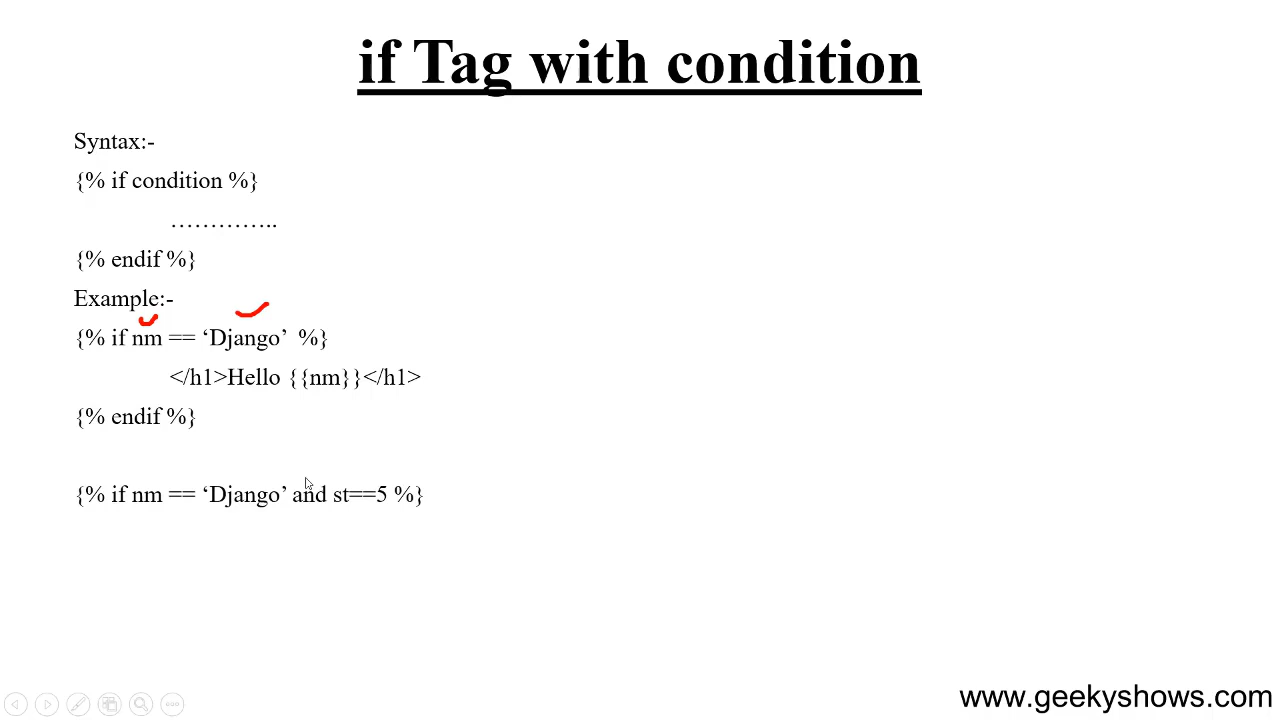 if Tag with condition
Syntax:-
{% if condition %}
…………..
{% endif %}
Example:-
{% if nm == ‘Django’ %}
</h1>Hello {{nm}}</h1>
{% endif %}
{% if nm == ‘Django’ and st==5 %}
www.geekyshows.com